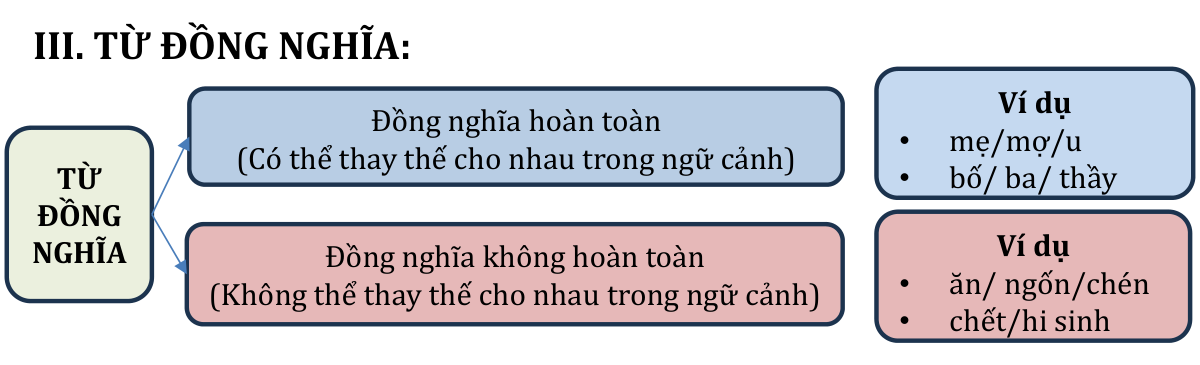 III. TỪ ĐỒNG NGHĨA:
TỪ
ĐỒNG
NGHĨA
Đồng nghĩa hoàn toàn
(Có thể thay thế cho nhau trong ngữ cảnh)
Ví dụ
• mẹ/mợ/u
• bố/ ba/ thầy
Đồng nghĩa không hoàn toàn
(Không thể thay thế cho nhau trong ngữ cảnh)
Ví dụ
• ăn/ ngốn/chén
• chết/hi sinh